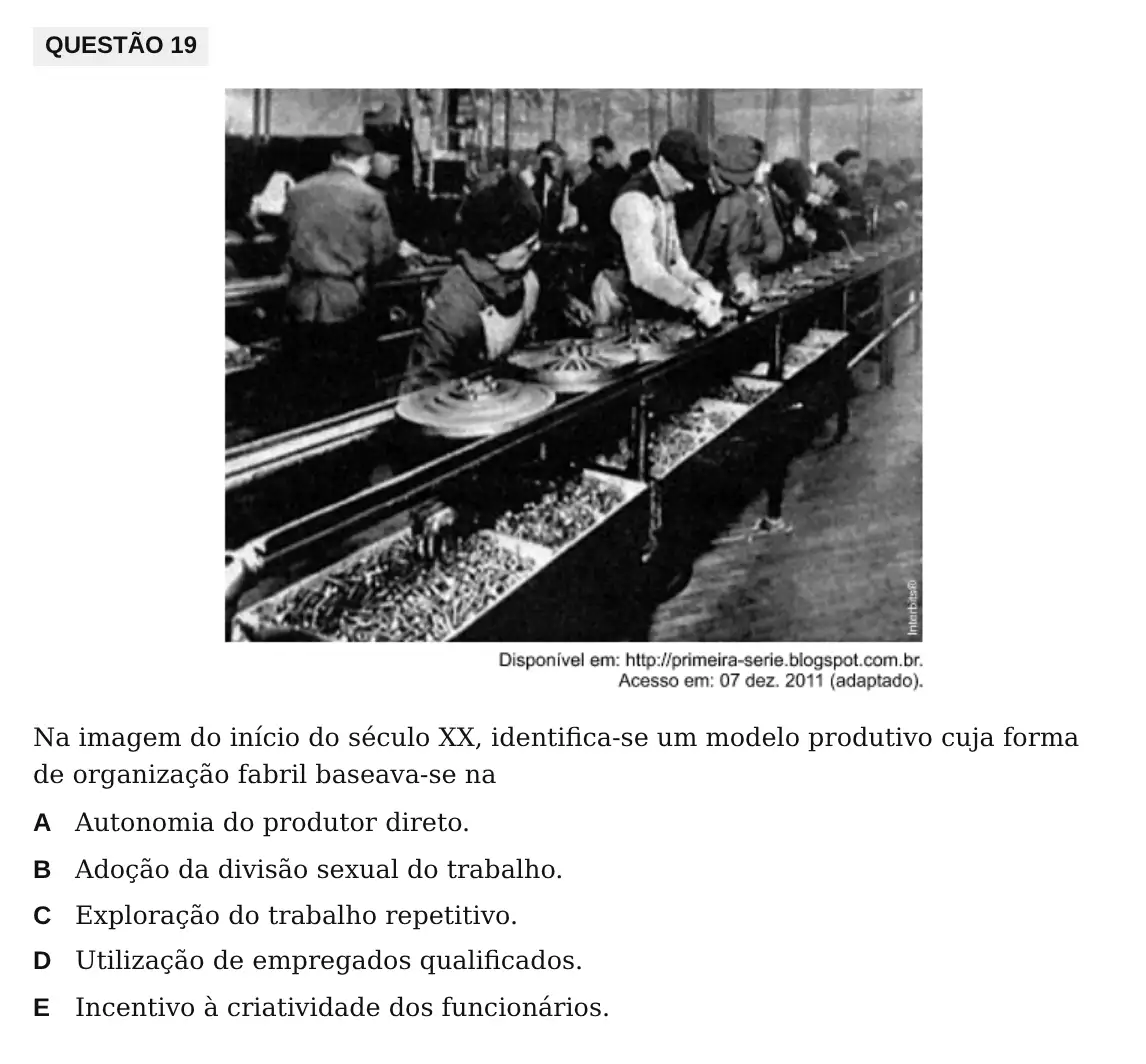 QUESTÃO 19
Interbits®
Disponível em: http://primeira-serie.blogspot.com.br.
Acesso em: 07 dez. 2011 (adaptado).
Na imagem do início do século XX, identifica-se um modelo produtivo cuja forma
de organização fabril baseava-se na
A Autonomia do produtor direto.
B Adoção da divisão sexual do trabalho.
C Exploração do trabalho repetitivo.
D Utilização de empregados qualificados.
E Incentivo à criatividade dos funcionários.